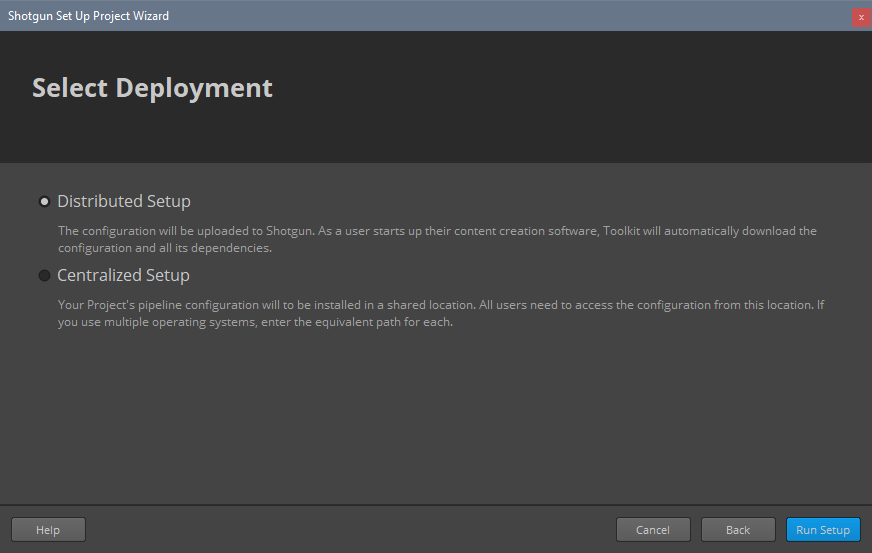 Shotgun Set Up Project Wizard
x
Select Deployment
Distributed Setup
The configuration will be uploaded to Shotgun. As a user starts up their content creation software, Toolkit will automatically download the
configuration and all its dependencies.
Centralized Setup
Your Project's pipeline configuration will to be installed in a shared location. All users need to access the configuration from this location. If
you use multiple operating systems, enter the equivalent path for each.
Help
Cancel
Back
Run Setup